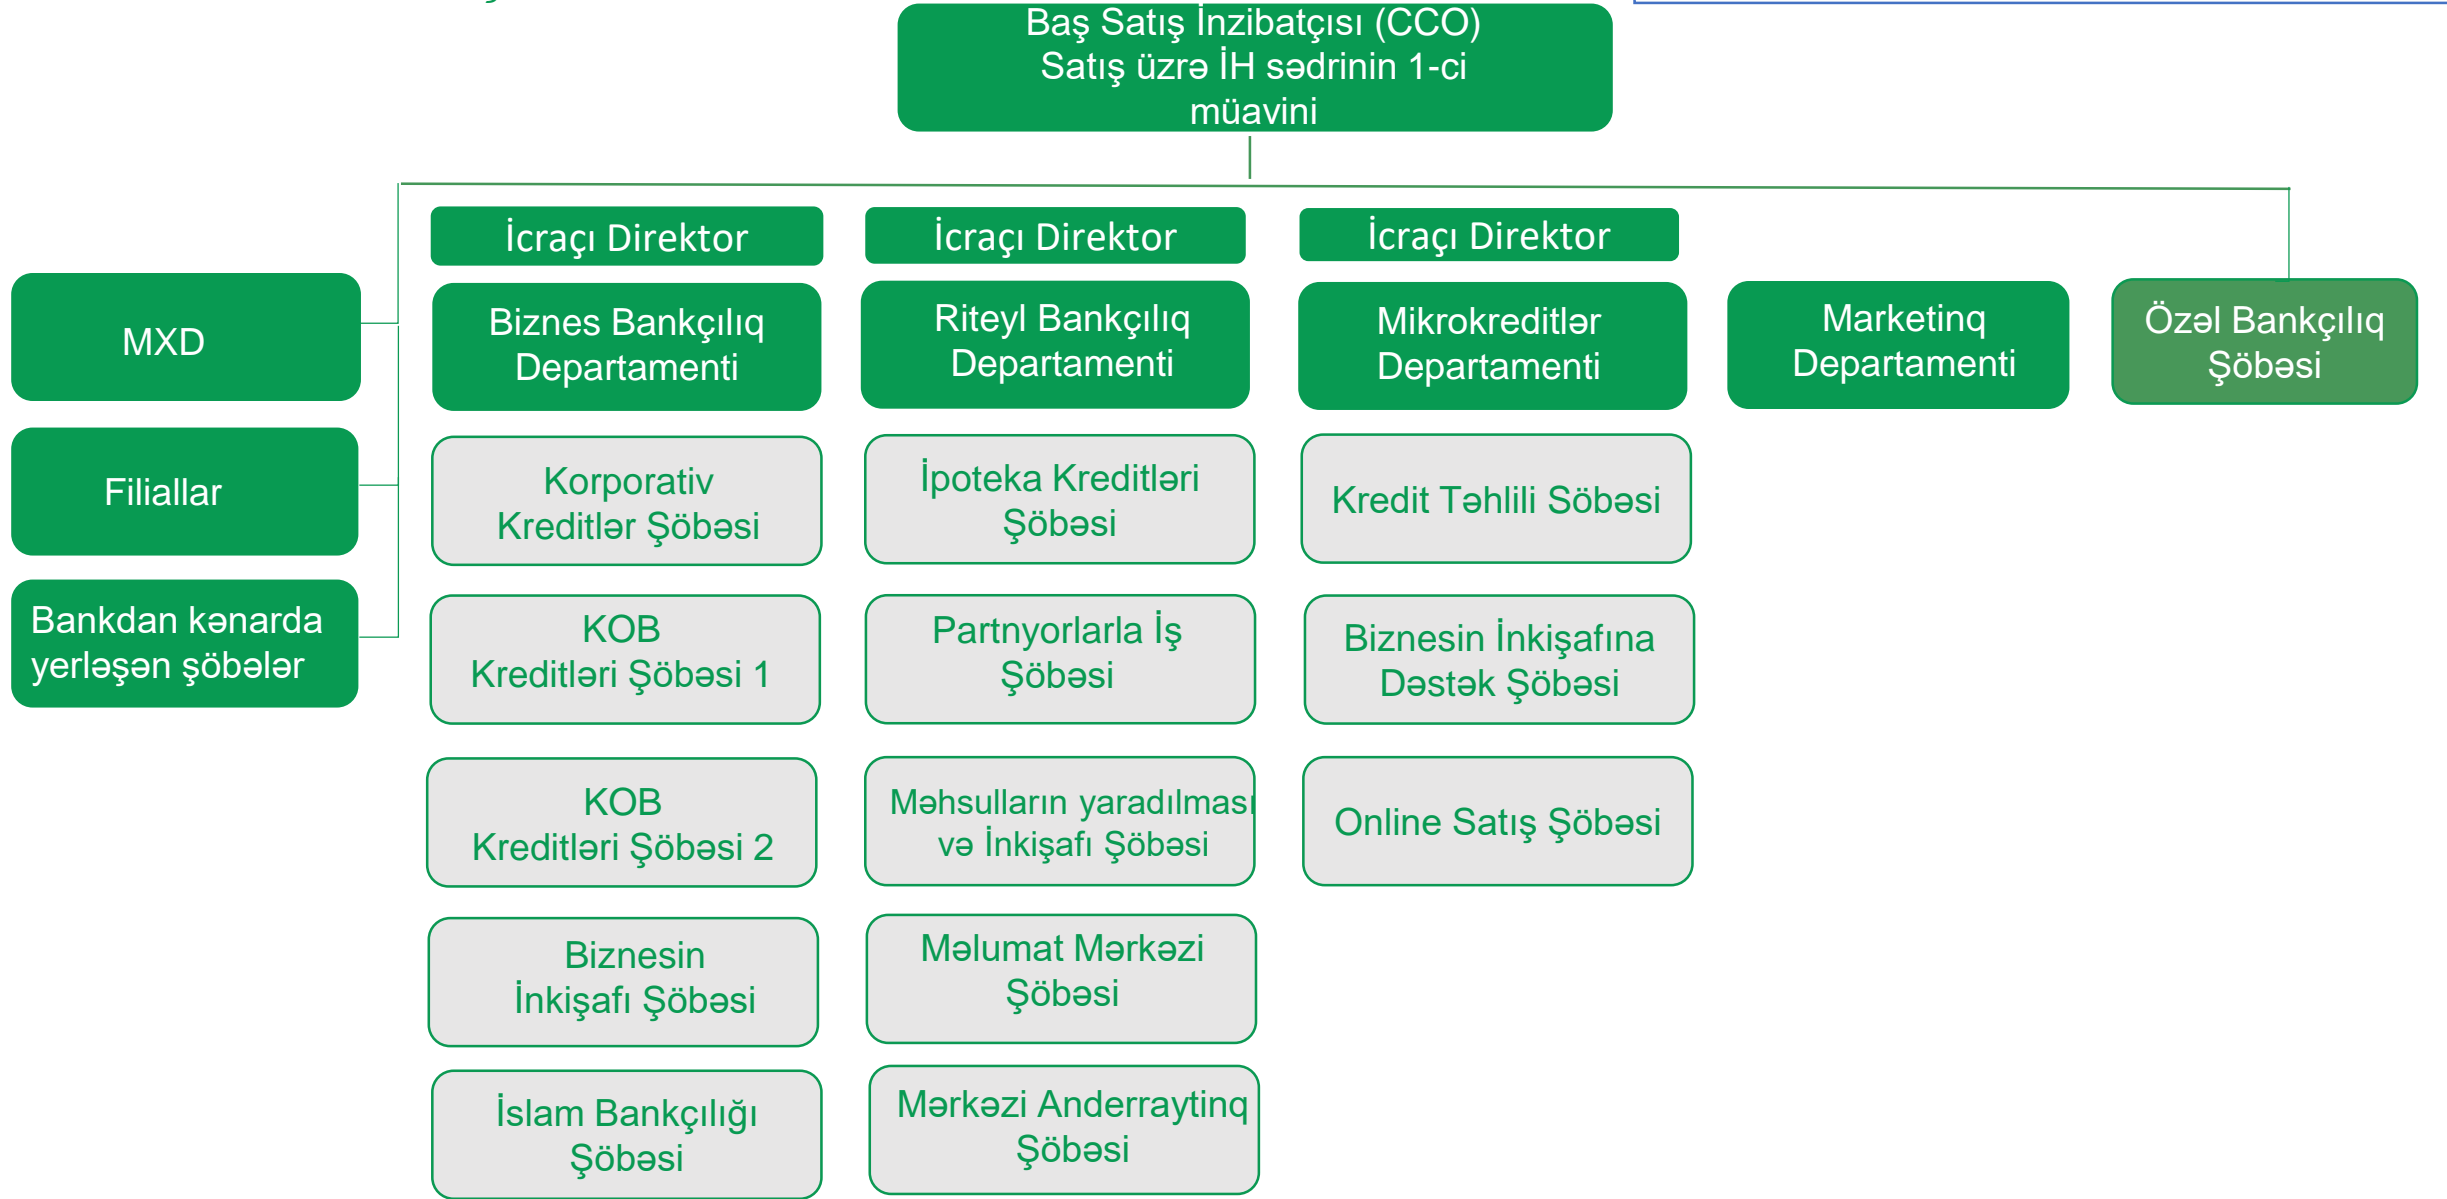 Baş Satış İnzibatçısı (CCO)
Satış üzrə İH sədrinin 1-ci
müavini
İcraçı Direktor
İcraçı Direktor
İcraçı Direktor
MXD
Biznes Bankçılıq
Departamenti
Riteyl Bankçılıq
Departamenti
Mikrokreditlər
Departamenti
Marketinq
Departamenti
Özəl Bankçılıq
Şöbəsi
Filiallar
Korporativ
Kreditlər Şöbəsi
İpoteka Kreditləri
Şöbəsi
Kredit Təhlili Söbəsi
Bankdan kənarda
yerləşən şöbələr
KOB
Kreditləri Şöbəsi 1
Partnyorlarla İş
Şöbəsi
Biznesin İnkişafına
Dəstək Şöbəsi
KOB
Kreditləri Şöbəsi 2
Məhsulların yaradılması
və İnkişafı Şöbəsi
Online Satış Şöbəsi
Biznesin
İnkişafı Şöbəsi
Məlumat Mərkəzi
Şöbəsi
İslam Bankçılığı
Şöbəsi
Mərkəzi Anderraytinq
Şöbəsi